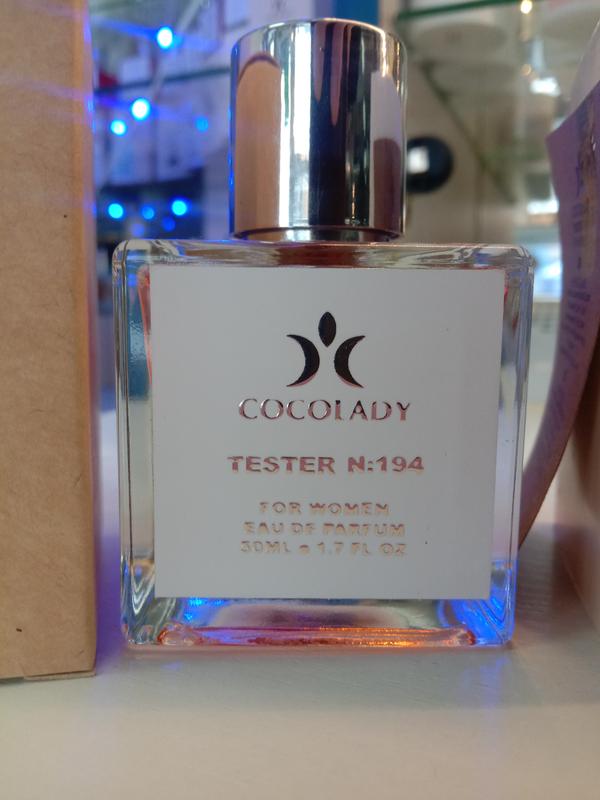 COCOLADY
TESTER N:194
FOR WOMEN
EAU DE PARFUM
30ML • 1.7 FL OZ